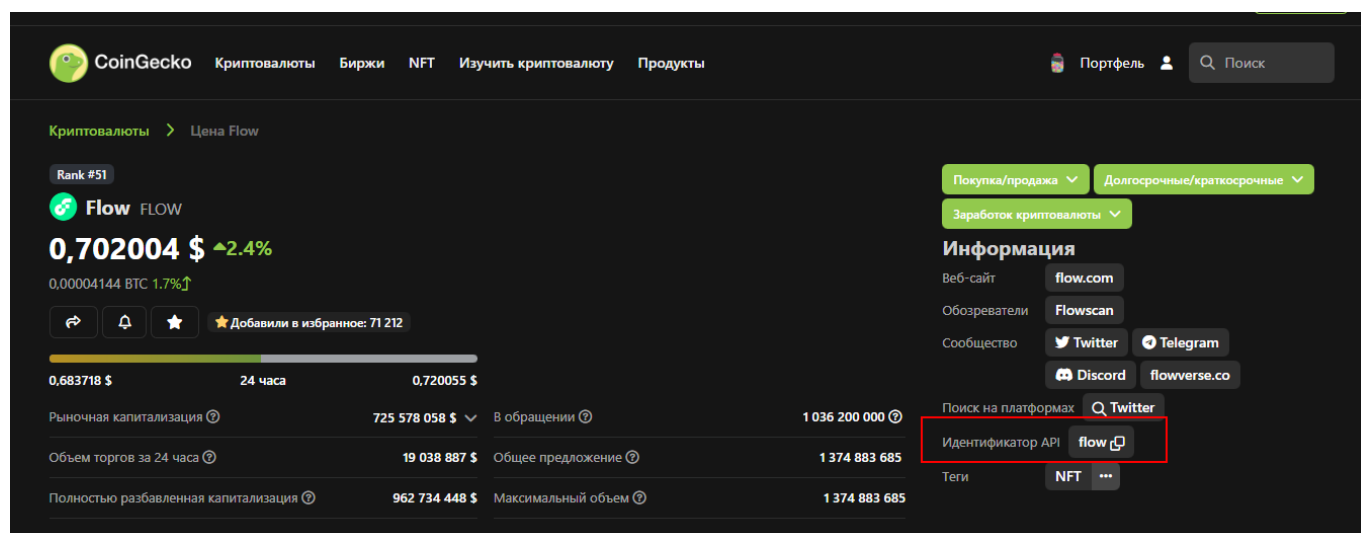 CoinGecko Криптовалюты Биржи NFT Изучить криптовалюту Продукты Портфель Поиск
Криптовалюты Цена Flow
Rank #51
Flow FLOW
0,702004 $ 2.4%
0,00004144 BTC 1.7%
Добавили в избранное: 71 212
0,683718 $ 24 часа 0,720055 $
Рыночная капитализация 725 578 058 $
Объем торгов за 24 часа 19 038 887 $
Полностью разбавленная капитализация 962 734 448 $
В обращении 1 036 200 000
Общее предложение 1 374 883 685
Максимальный объем 1 374 883 685
Покупка/продажа Долгосрочные/краткосрочные
Заработок криптовалюты
Информация
Веб-сайт flow.com
Обозреватели Flowscan
Сообщество Twitter Telegram
Discord flowverse.co
Поиск на платформах Twitter
Идентификатор API flow
Теги NFT